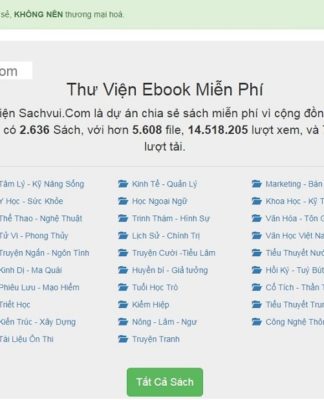 sẻ, KHÔNG NÊN thương mại hoá.
om
Thư Viện Ebook Miễn Phí
iện Sachvui.Com là dự án chia sẻ sách miễn phí vì cộng đồn
có 2.636 Sách, với hơn 5.608 file, 14.518.205 lượt xem, và 7
lượt tải.
Tâm Lý - Kỹ Năng Sống Kinh Tế - Quản Lý Marketing - Bán
Y Học - Sức Khỏe Học Ngoại Ngữ Khoa Học - Kỹ T
Thể Thao - Nghệ Thuật Trinh Thám - Hình Sự Văn Hóa - Tôn G
Tử Vi - Phong Thủy Lịch Sử - Chính Trị Văn Học Việt Na
Truyện Ngắn - Ngôn Tình Truyện Cười -Tiếu Lâm Tiểu Thuyết Nướ
Kinh Dị - Ma Quái Huyền bí - Giả tưởng Hồi Ký - Tuỳ Bút
Phiêu Lưu - Mạo Hiểm Tuổi Học Trò Cổ Tích - Thần T
Triết Học Kiếm Hiệp Tiểu Thuyết Trun
Kiến Trúc - Xây Dựng Nông - Lâm - Ngư Công Nghệ Thôn
Tài Liệu Ôn Thi Truyện Tranh
Tất Cả Sách